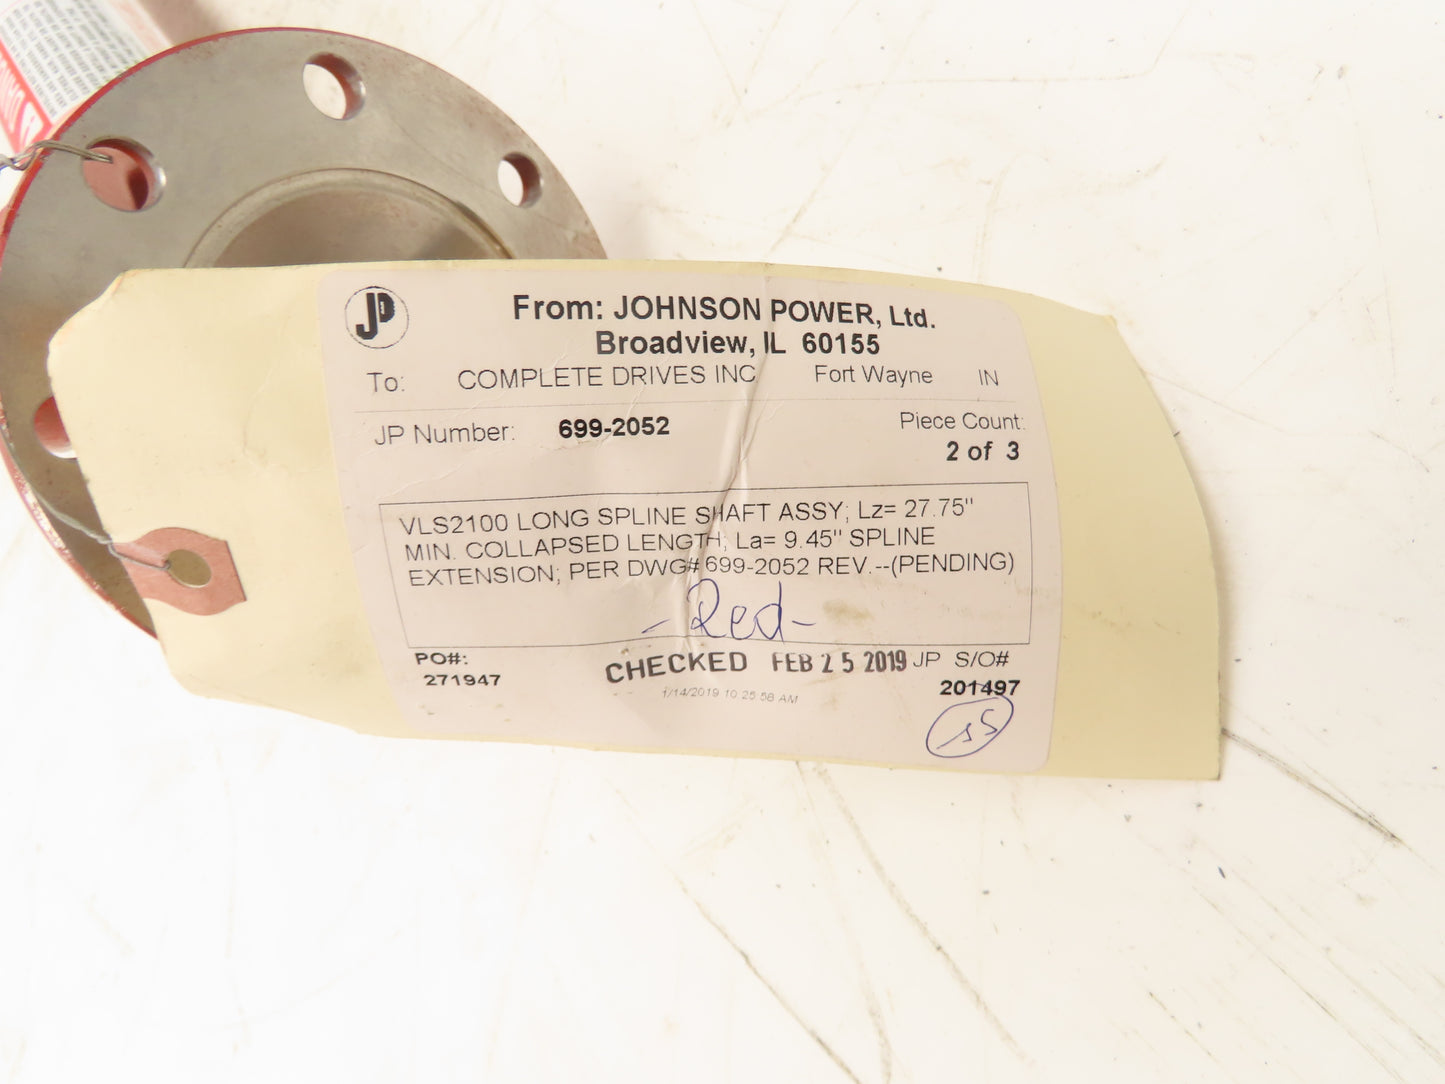 JP
From: JOHNSON POWER, Ltd.
Broadview, IL 60155
To: COMPLETE DRIVES INC Fort Wayne IN
JP Number: 699-2052 Piece Count:
2 of 3
VLS2100 LONG SPLINE SHAFT ASSY; Lz= 27.75"
MIN. COLLAPSED LENGTH; La= 9.45" SPLINE
EXTENSION; PER DWG# 699-2052 REV.--(PENDING)
- Red -
PO#: CHECKED FEB 25 2019 JP S/O#
271947 1/14/2019 10:25:58 AM 201497